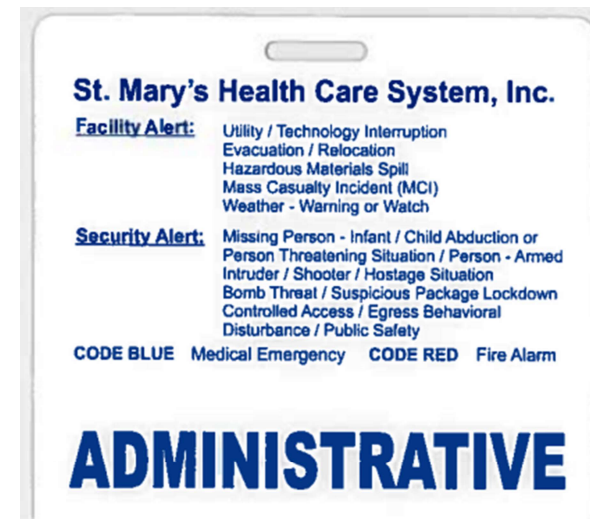 St. Mary's Health Care System, Inc.
Facility Alert: Utility / Technology Interruption
Evacuation / Relocation
Hazardous Materials Spill
Mass Casualty Incident (MCI)
Weather - Warning or Watch
Security Alert: Missing Person - Infant / Child Abduction or
Person Threatening Situation / Person - Armed
Intruder / Shooter / Hostage Situation
Bomb Threat / Suspicious Package Lockdown
Controlled Access / Egress Behavioral
Disturbance / Public Safety
CODE BLUE Medical Emergency CODE RED Fire Alarm
ADMINISTRATIVE